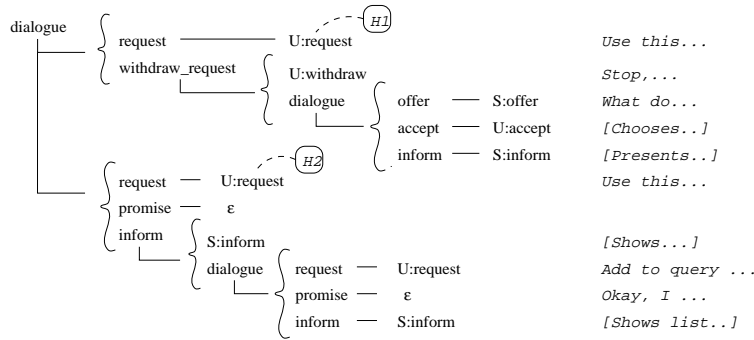 H1
dialogue
request U:request Use this...
withdraw_request U:withdraw Stop,...
dialogue offer S:offer What do...
accept U:accept [Chooses..]
inform S:inform [Presents..]
H2
request U:request Use this...
promise ε
inform S:inform [Shows...]
dialogue request U:request Add to query ...
promise ε Okay, I ...
inform S:inform [Shows list..]